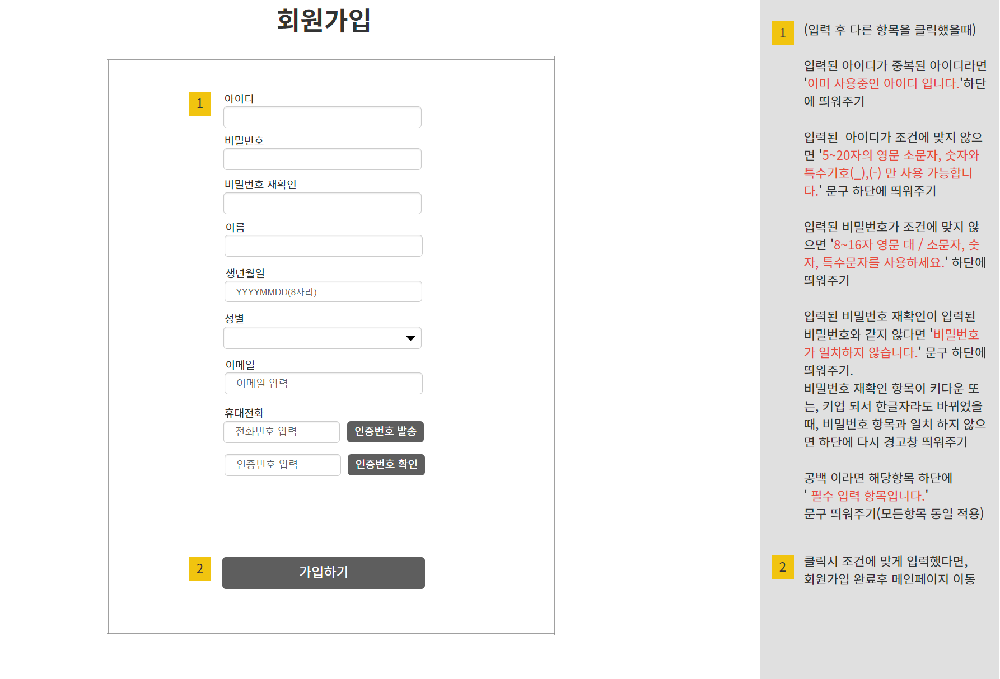 회원가입
1
아이디
비밀번호
비밀번호 재확인
이름
생년월일
YYYYMMDD(8자리)
성별
이메일
이메일 입력
휴대전화
전화번호 입력
인증번호 발송
인증번호 입력
인증번호 확인
2
가입하기
1
(입력 후 다른 항목을 클릭했을때)
입력된 아이디가 중복된 아이디라면
'이미 사용중인 아이디 입니다.'하단
에 띄워주기
입력된  아이디가 조건에 맞지 않으
면 '5~20자의 영문 소문자, 숫자와
특수기호(_),(-) 만 사용 가능합니
다.' 문구 하단에 띄워주기
입력된 비밀번호가 조건에 맞지 않
으면 '8~16자 영문 대 / 소문자, 숫
자, 특수문자를 사용하세요.' 하단에
띄워주기
입력된 비밀번호 재확인이 입력된
비밀번호와 같지 않다면 '비밀번호
가 일치하지 않습니다.' 문구 하단에
띄워주기.
비밀번호 재확인 항목이 키다운 또
는, 키업 되서 한글자라도 바뀌었을
때, 비밀번호 항목과 일치 하지 않으
면 하단에 다시 경고창 띄워주기
공백 이라면 해당항목 하단에
' 필수 입력 항목입니다.'
문구 띄워주기(모든항목 동일 적용)
2
클릭시 조건에 맞게 입력했다면,
회원가입 완료후 메인페이지 이동